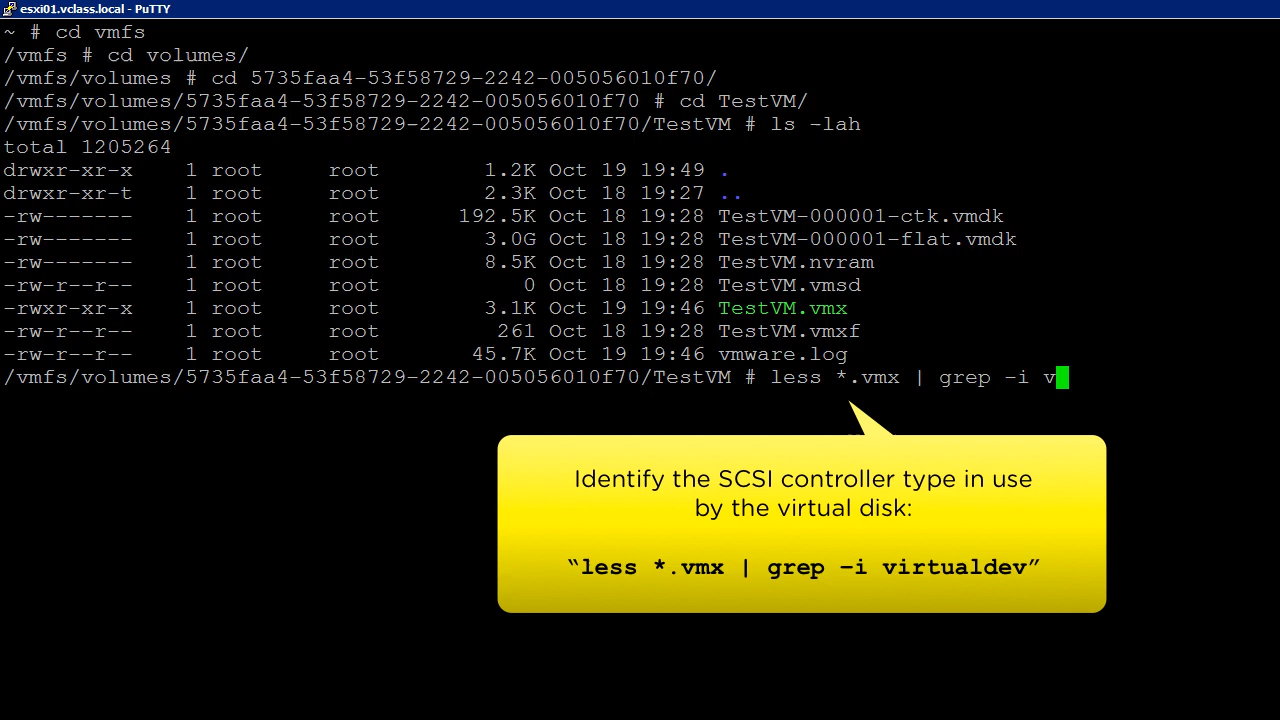 esxi01.vclass.local - PuTTY
~ # cd vmfs
/vmfs # cd volumes/
/vmfs/volumes # cd 5735faa4-53f58729-2242-005056010f70/
/vmfs/volumes/5735faa4-53f58729-2242-005056010f70 # cd TestVM/
/vmfs/volumes/5735faa4-53f58729-2242-005056010f70/TestVM # ls -lah
total 1205264
drwxr-xr-x    1 root     root        1.2K Oct 19 19:49 .
drwxr-xr-t    1 root     root        2.3K Oct 18 19:27 ..
-rw-------    1 root     root      192.5K Oct 18 19:28 TestVM-000001-ctk.vmdk
-rw-------    1 root     root        3.0G Oct 18 19:28 TestVM-000001-flat.vmdk
-rw-------    1 root     root        8.5K Oct 18 19:28 TestVM.nvram
-rw-r--r--    1 root     root           0 Oct 18 19:28 TestVM.vmsd
-rwxr-xr-x    1 root     root        3.1K Oct 19 19:46 TestVM.vmx
-rw-r--r--    1 root     root         261 Oct 18 19:28 TestVM.vmxf
-rw-r--r--    1 root     root       45.7K Oct 19 19:46 vmware.log
/vmfs/volumes/5735faa4-53f58729-2242-005056010f70/TestVM # less *.vmx | grep -i v
Identify the SCSI controller type in use
by the virtual disk:
“less *.vmx | grep -i virtualdev”